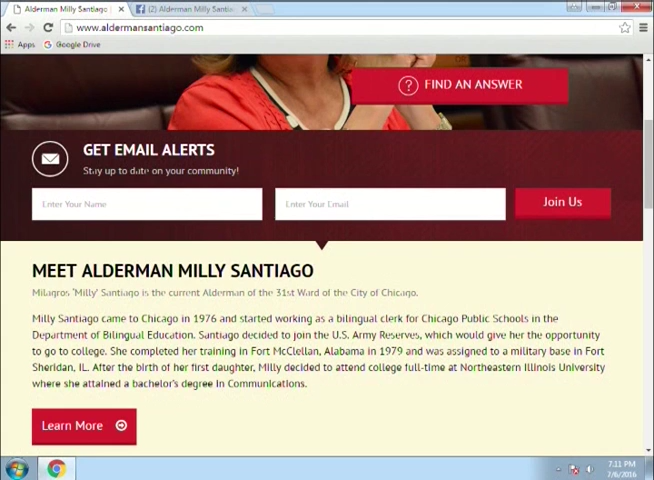 Alderman Milly Santiago |
(2) Alderman Milly Santi
www.aldermansantiago.com
Apps
Google Drive
FIND AN ANSWER
GET EMAIL ALERTS
Stay up to date on your community!
Enter Your Name
Enter Your Email
Join Us
MEET ALDERMAN MILLY SANTIAGO
Milagros 'Milly' Santiago is the current Alderman of the 31st Ward of the City of Chicago.
Milly Santiago came to Chicago in 1976 and started working as a bilingual clerk for Chicago Public Schools in the
Department of Bilingual Education. Santiago decided to join the U.S. Army Reserves, which would give her the opportunity
to go to college. She completed her training in Fort McClellan, Alabama in 1979 and was assigned to a military base in Fort
Sheridan, IL. After the birth of her first daughter, Milly decided to attend college full-time at Northeastern Illinois University
where she attained a bachelor's degree in Communications.
Learn More
7:11 PM
7/6/2016